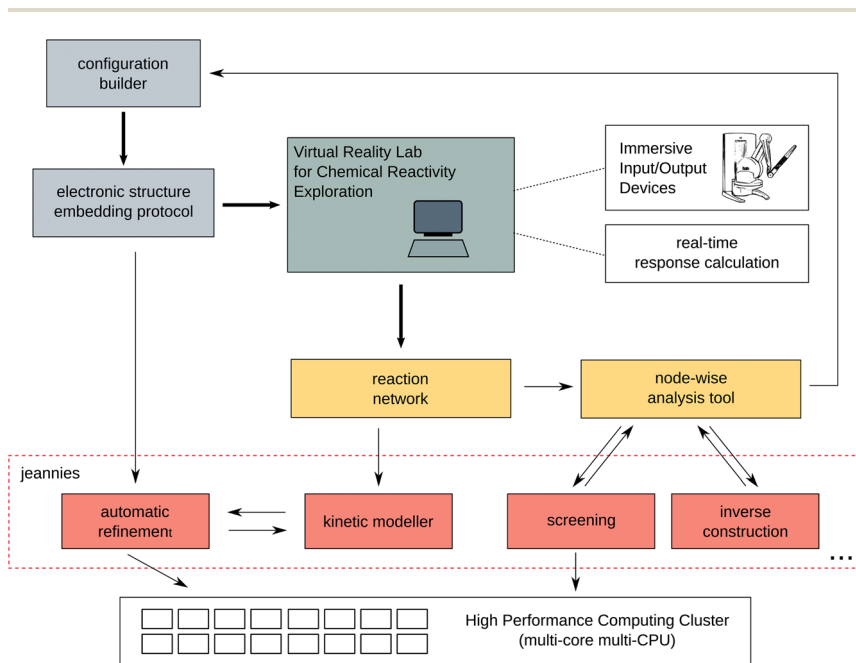 configuration
builder
electronic structure
embedding protocol
Virtual Reality Lab
for Chemical Reactivity
Exploration
Immersive
Input/Output
Devices
real-time
response calculation
reaction
network
node-wise
analysis tool
jeannies
automatic
refinement
kinetic modeller
screening
inverse
construction
...
High Performance Computing Cluster
(multi-core multi-CPU)